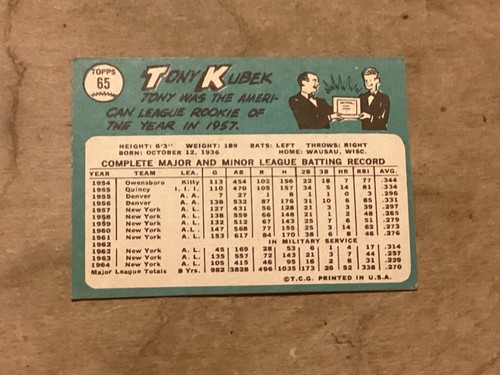 TOPPS
65
TONY KUBEK
TONY WAS THE AMERI-
CAN LEAGUE ROOKIE OF
THE YEAR IN 1957.
HEIGHT: 6'3" WEIGHT: 189 BATS: LEFT THROWS: RIGHT
BORN: OCTOBER 12, 1936 HOME: WAUSAU, WISC.
COMPLETE MAJOR AND MINOR LEAGUE BATTING RECORD
YEAR TEAM LEA. G AB R H 2B 3B HR RBI AVG.
1954 Owensboro Kitty 113 454 102 156 22 18 7 77 .344
1955 Quincy I.I.I. 110 470 105 157 34 5 14 81 .334
1955 Denver A.A. 7 27 1 8 1 0 1 3 .296
1956 Denver A.A. 138 532 87 176 31 10 6 85 .331
1957 New York A.L. 127 431 56 128 21 3 3 39 .297
1958 New York A.L. 138 559 66 148 21 1 2 48 .265
1959 New York A.L. 132 512 67 143 25 7 6 51 .279
1960 New York A.L. 147 568 77 155 25 3 14 62 .273
1961 New York A.L. 153 617 84 170 38 6 8 46 .276
1962 IN MILITARY SERVICE
1962 New York A.L. 45 169 28 53 6 1 4 17 .314
1963 New York A.L. 135 557 72 143 21 3 7 44 .257
1964 New York A.L. 106 415 46 95 16 2 8 31 .229
Major League Totals 8 Yrs. 982 3828 496 1035 173 26 52 338 .270
©T.C.G. PRINTED IN U.S.A.